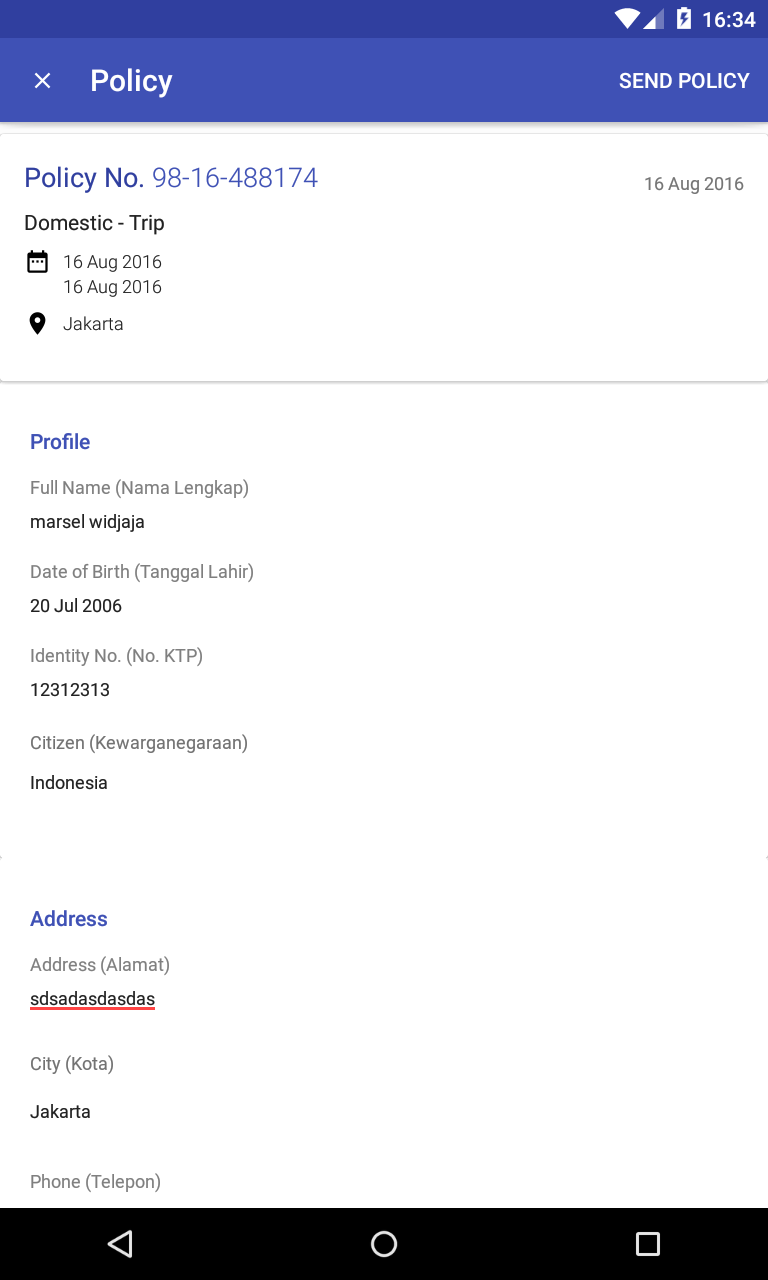 16:34
Policy
SEND POLICY
Policy No. 98-16-488174
16 Aug 2016
Domestic - Trip
16 Aug 2016
16 Aug 2016
Jakarta
Profile
Full Name (Nama Lengkap)
marsel widjaja
Date of Birth (Tanggal Lahir)
20 Jul 2006
Identity No. (No. KTP)
12312313
Citizen (Kewarganegaraan)
Indonesia
Address
Address (Alamat)
sdsadasdasdas
City (Kota)
Jakarta
Phone (Telepon)